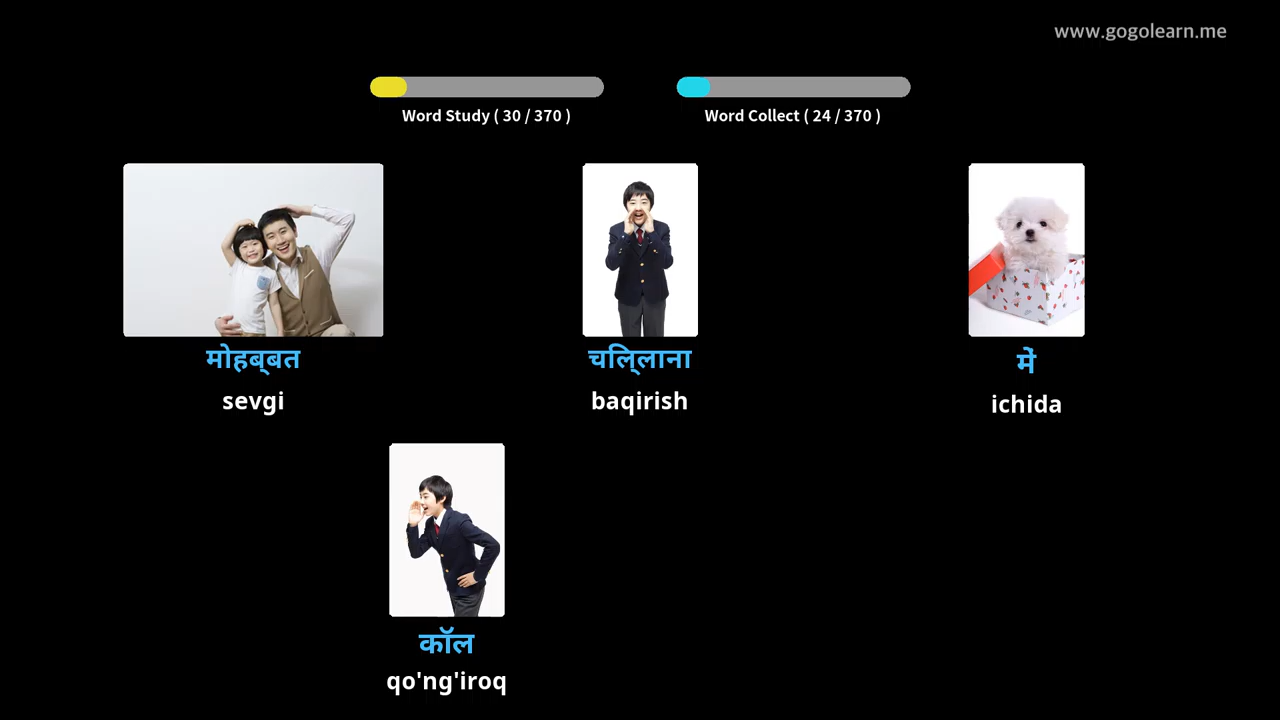 www.gogolearn.me
Word Study ( 30 / 370 )
Word Collect ( 24 / 370 )
मोहब्बत
sevgi
चिल्लाना
baqirish
में
ichida
कॉल
qo'ng'iroq